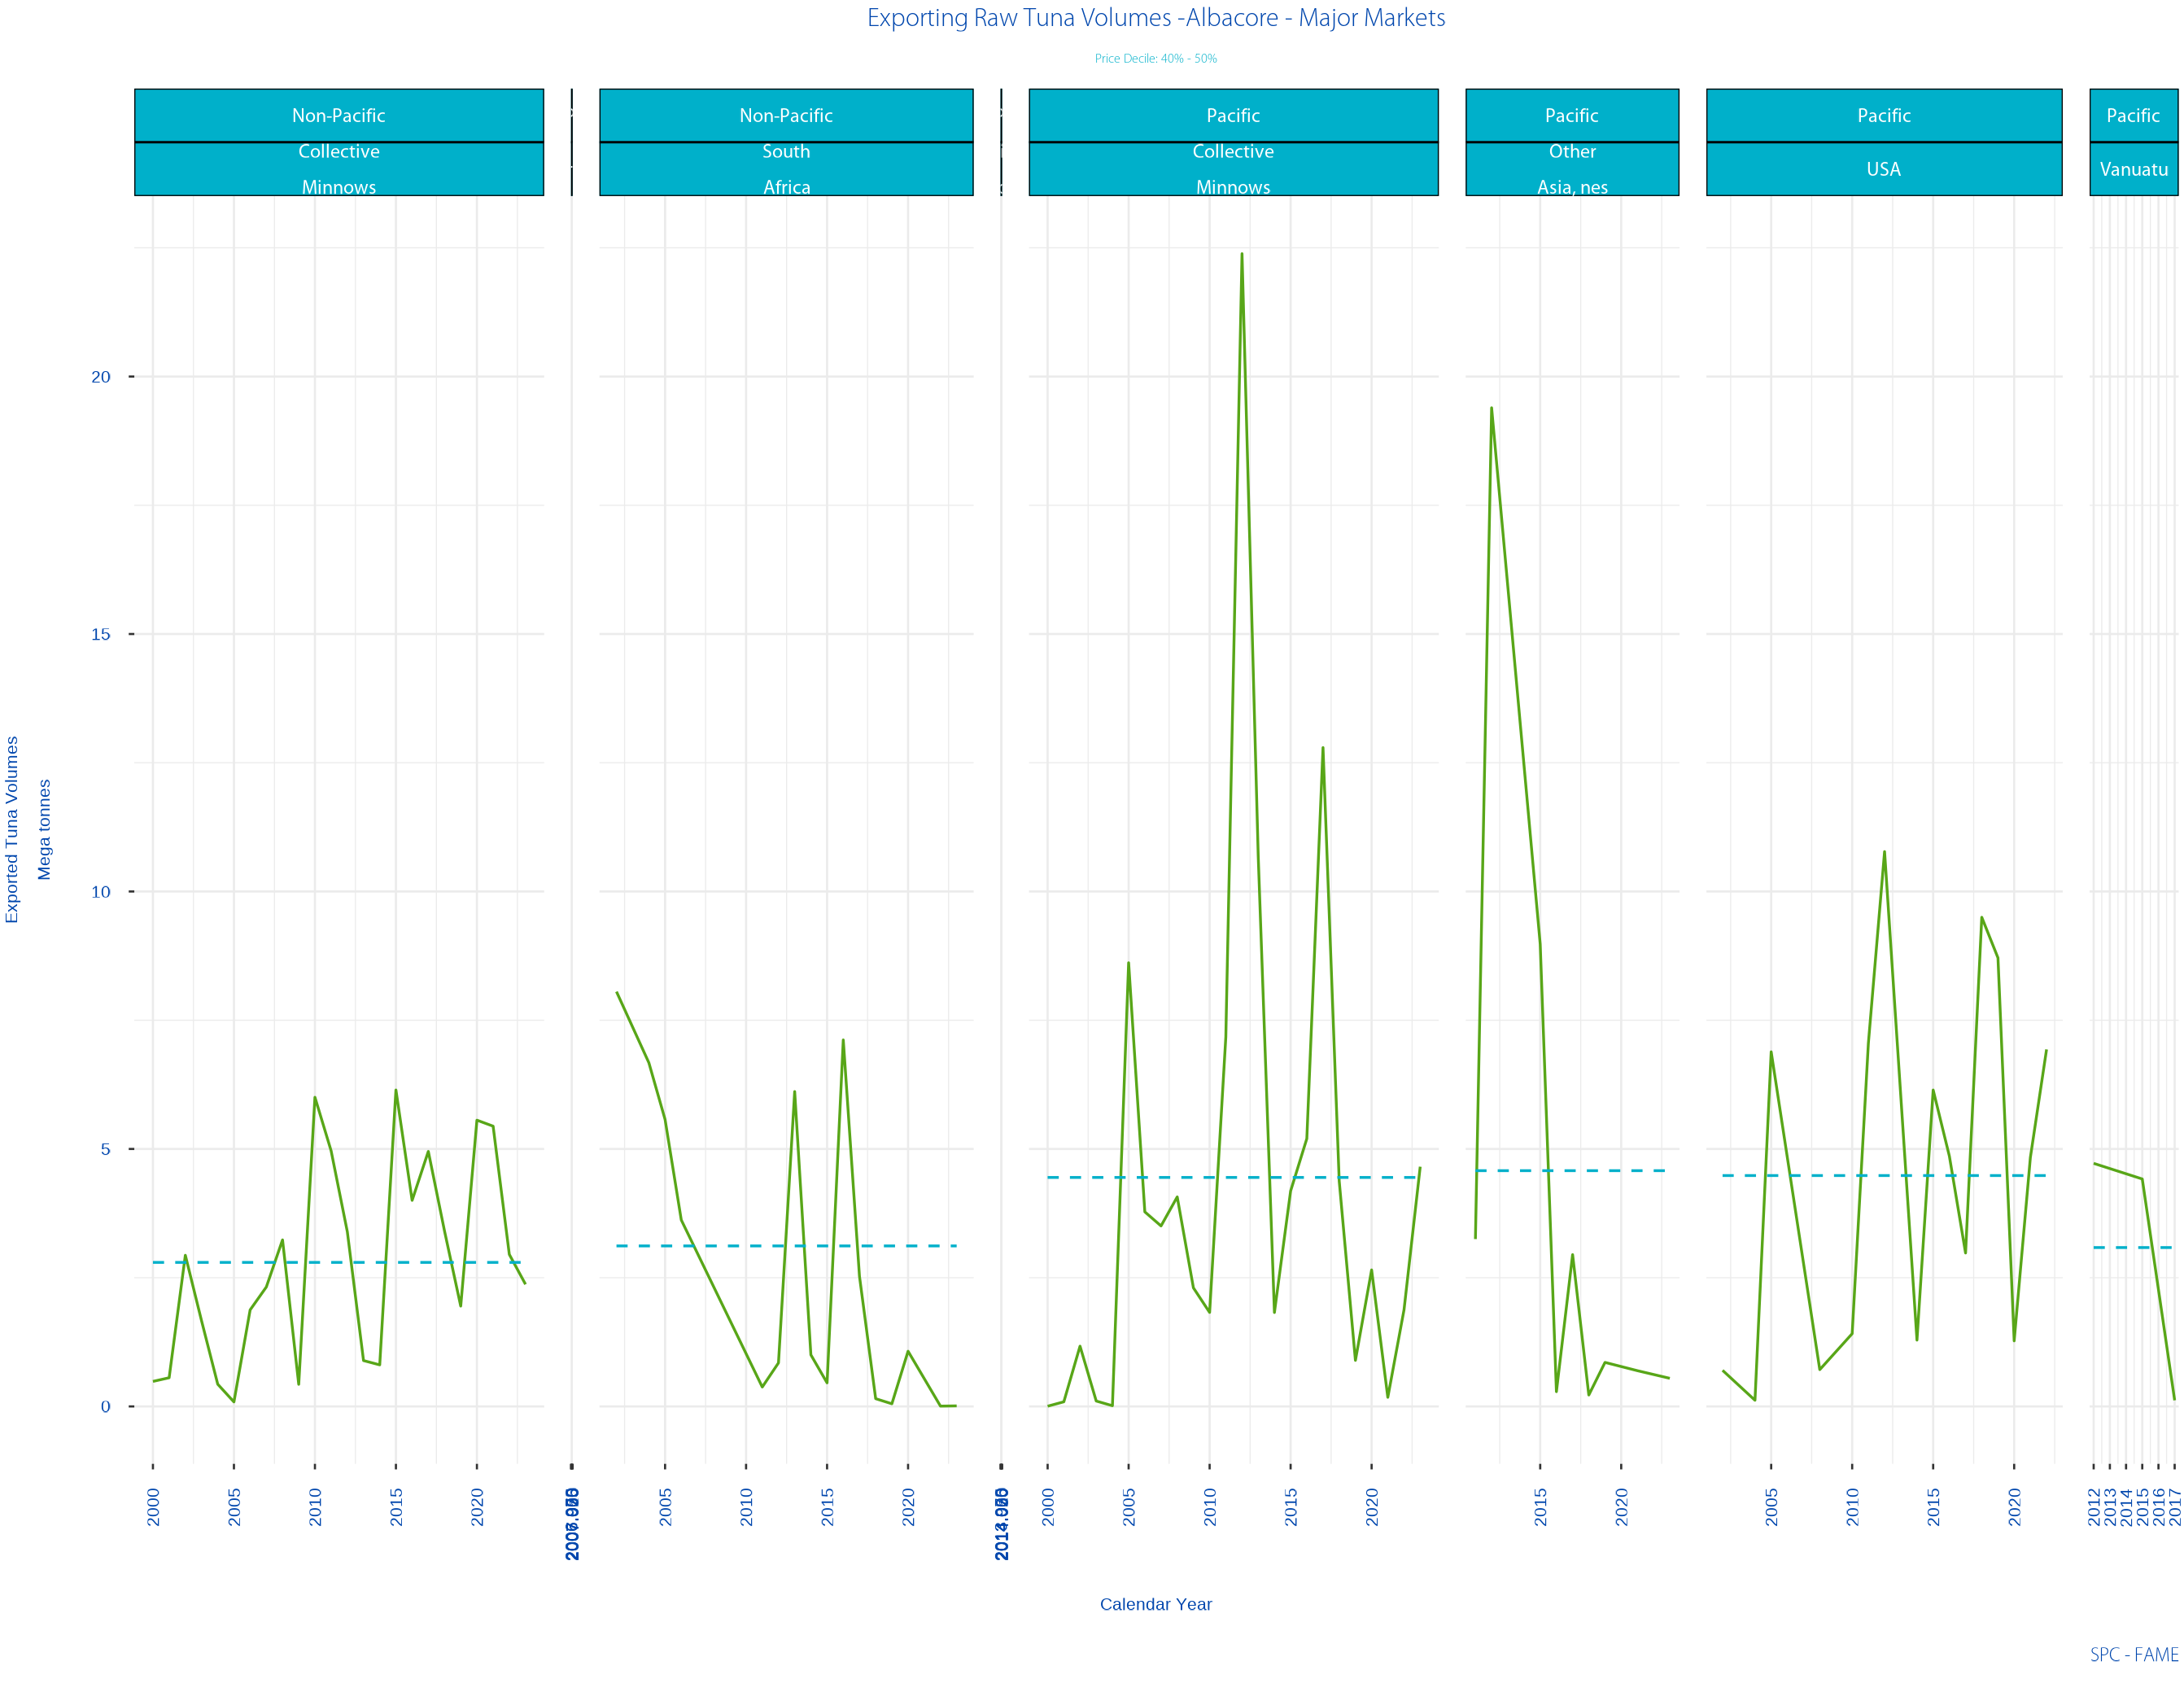 Exporting Raw Tuna Volumes -Albacore - Major Markets
Price Decile: 40% - 50%
Non-Pacific
Collective
Minnows
Non-Pacific
South
Africa
Pacific
Collective
Minnows
Pacific
Other
Asia, nes
Pacific
USA
Pacific
Vanuatu
Exported Tuna Volumes
Mega tonnes
20
15
10
5
0
2000 2005 2010 2015 2020
2005 2010 2015 2020
2000 2005 2010 2015 2020
2015 2020
2005 2010 2015 2020
2012 2013 2014 2015 2016 2017
Calendar Year
SPC - FAME